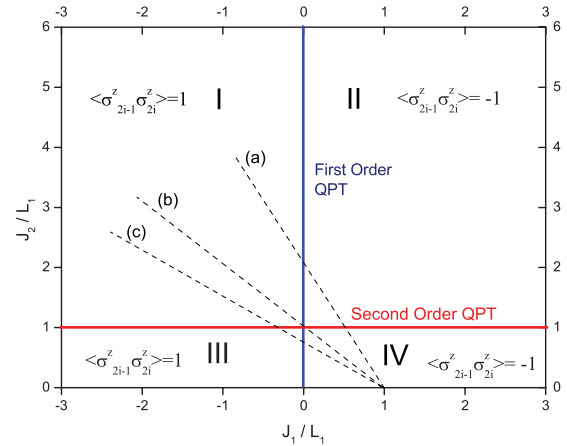 -3 -2 -1 0 1 2 3
6 6
5 5
I II
<σᶻ₂ᵢ₋₁σᶻ₂ᵢ>=1 <σᶻ₂ᵢ₋₁σᶻ₂ᵢ>= -1
4 4
(a)
First Order
QPT
(b)
3 3
(c)
J₂ / L₁
2 2
Second Order QPT
1 1
III IV
<σᶻ₂ᵢ₋₁σᶻ₂ᵢ>=1 <σᶻ₂ᵢ₋₁σᶻ₂ᵢ>= -1
0 0
-3 -2 -1 0 1 2 3
J₁ / L₁